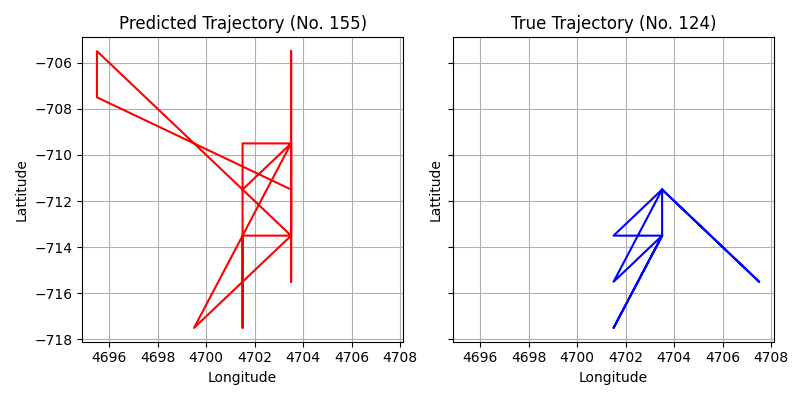 Predicted Trajectory (No. 155)
True Trajectory (No. 124)
Lattitude
−706
−708
−710
−712
−714
−716
−718
4696 4698 4700 4702 4704 4706 4708
Longitude
Lattitude
4696 4698 4700 4702 4704 4706 4708
Longitude